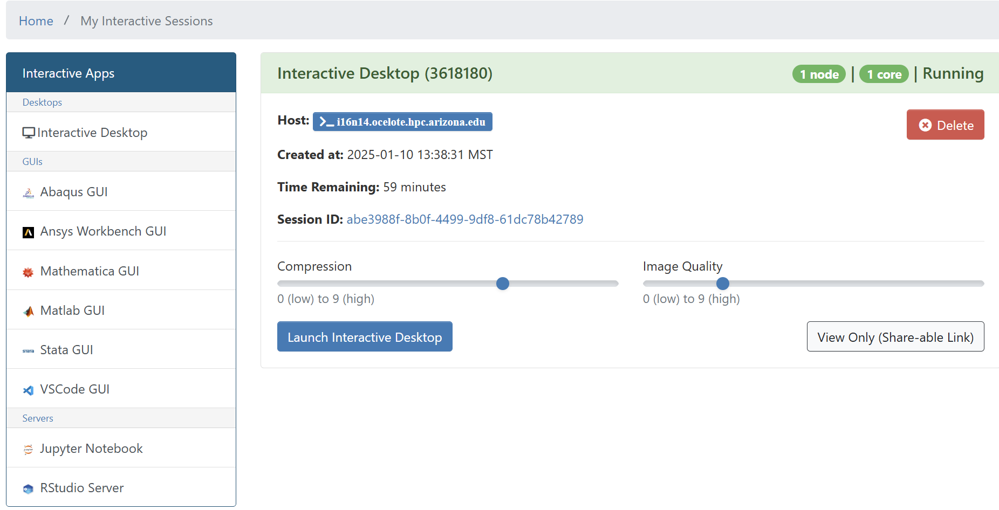 Home / My Interactive Sessions
Interactive Apps
Desktops
Interactive Desktop
GUIs
Abaqus GUI
Ansys Workbench GUI
Mathematica GUI
Matlab GUI
Stata GUI
VSCode GUI
Servers
Jupyter Notebook
RStudio Server
Interactive Desktop (3618180)
1 node | 1 core | Running
Host: >_ i16n14.ocelote.hpc.arizona.edu
Delete
Created at: 2025-01-10 13:38:31 MST
Time Remaining: 59 minutes
Session ID: abe3988f-8b0f-4499-9df8-61dc78b42789
Compression
0 (low) to 9 (high)
Image Quality
0 (low) to 9 (high)
Launch Interactive Desktop
View Only (Share-able Link)